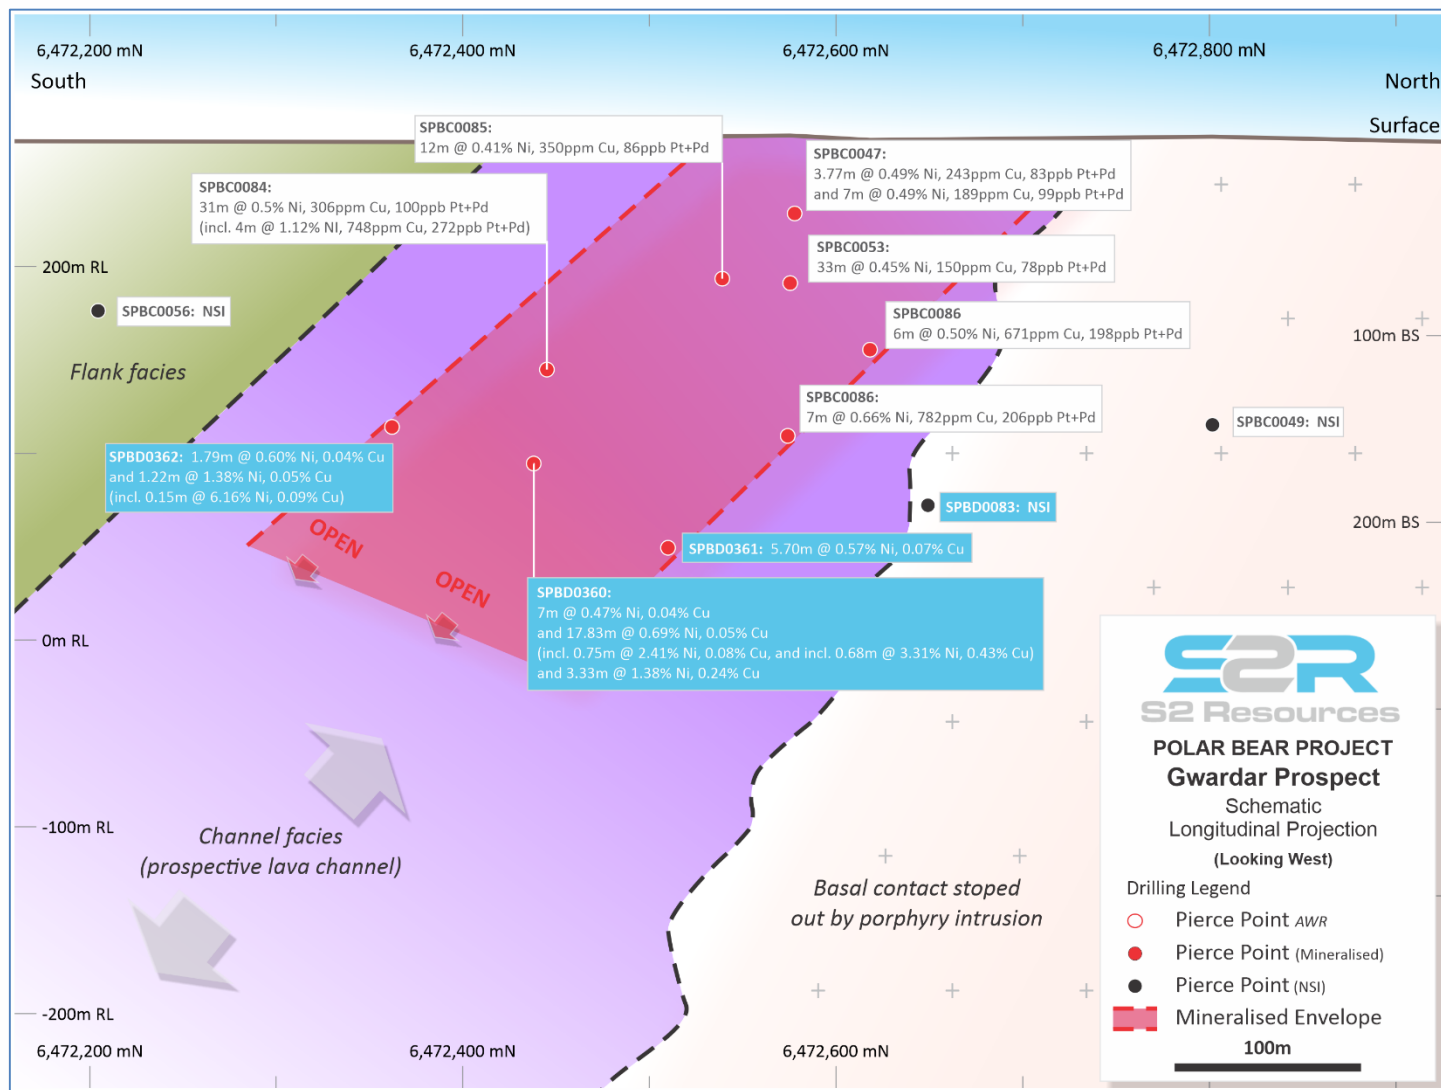 6,472,200 mN
6,472,400 mN
6,472,600 mN
6,472,800 mN
South
North
Surface
SPBC0085:
12m @ 0.41% Ni, 350ppm Cu, 86ppb Pt+Pd
SPBC0047:
3.77m @ 0.49% Ni, 243ppm Cu, 83ppb Pt+Pd
and 7m @ 0.49% Ni, 189ppm Cu, 99ppb Pt+Pd
SPBC0084:
31m @ 0.5% Ni, 306ppm Cu, 100ppb Pt+Pd
(incl. 4m @ 1.12% NI, 748ppm Cu, 272ppb Pt+Pd)
SPBC0053:
33m @ 0.45% Ni, 150ppm Cu, 78ppb Pt+Pd
200m RL
SPBC0056: NSI
SPBC0086
6m @ 0.50% Ni, 671ppm Cu, 198ppb Pt+Pd
100m BS
Flank facies
SPBC0086:
7m @ 0.66% Ni, 782ppm Cu, 206ppb Pt+Pd
SPBC0049: NSI
SPBD0362: 1.79m @ 0.60% Ni, 0.04% Cu
and 1.22m @ 1.38% Ni, 0.05% Cu
(incl. 0.15m @ 6.16% Ni, 0.09% Cu)
SPBD0083: NSI
200m BS
OPEN
SPBD0361: 5.70m @ 0.57% Ni, 0.07% Cu
OPEN
SPBD0360:
7m @ 0.47% Ni, 0.04% Cu
and 17.83m @ 0.69% Ni, 0.05% Cu
(incl. 0.75m @ 2.41% Ni, 0.08% Cu, and incl. 0.68m @ 3.31% Ni, 0.43% Cu)
and 3.33m @ 1.38% Ni, 0.24% Cu
0m RL
-100m RL
Channel facies
(prospective lava channel)
Basal contact stoped
out by porphyry intrusion
-200m RL
6,472,200 mN
6,472,400 mN
6,472,600 mN
S2R
S2 Resources
POLAR BEAR PROJECT
Gwardar Prospect
Schematic
Longitudinal Projection
(Looking West)
Drilling Legend
Pierce Point AWR
Pierce Point (Mineralised)
Pierce Point (NSI)
Mineralised Envelope
100m